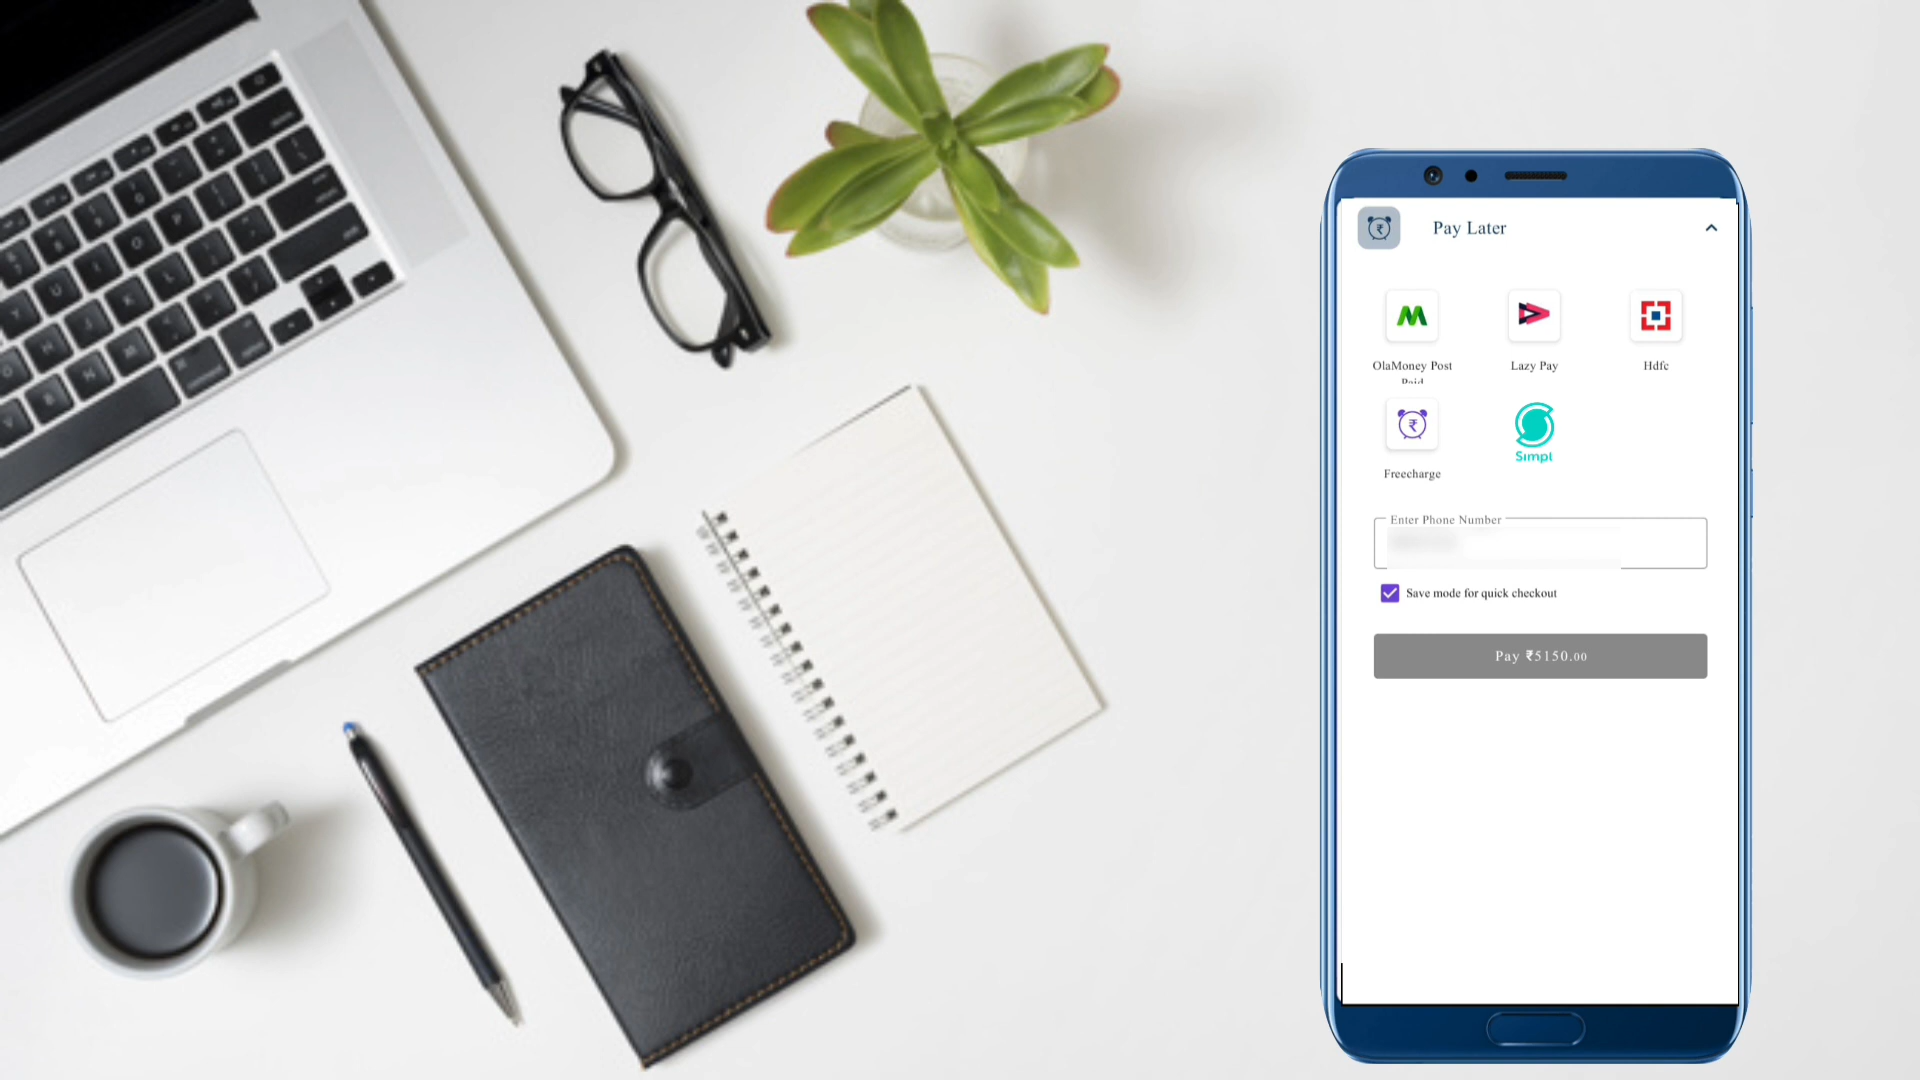 Pay Later
OlaMoney Post
Paid
Lazy Pay
Hdfc
Freecharge
Simpl
Enter Phone Number
Save mode for quick checkout
Pay ₹5150.00